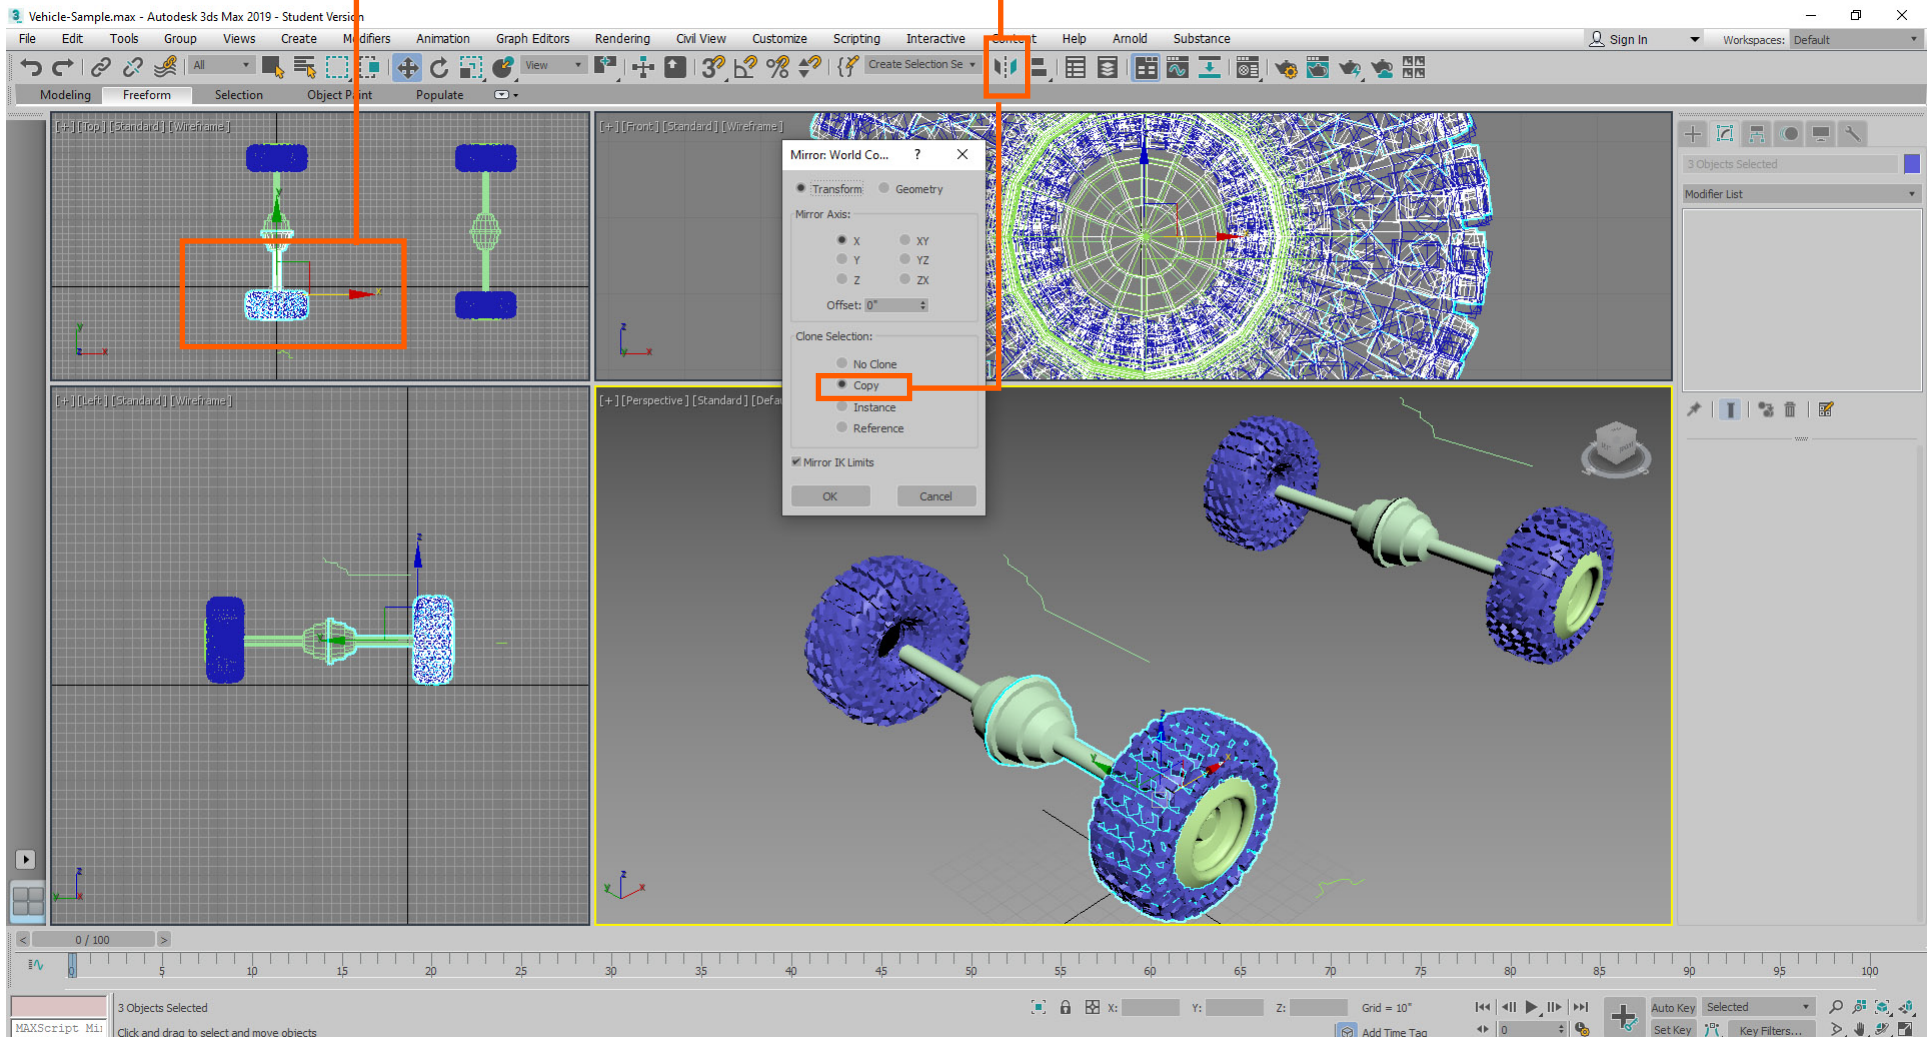 Vehicle-Sample.max - Autodesk 3ds Max 2019 - Student Version
File Edit Tools Group Views Create Modifiers Animation Graph Editors Rendering Civil View Customize Scripting Interactive Content Help Arnold Substance Sign In Workspaces: Default
All View Create Selection Se
Modeling Freeform Selection Object Paint Populate
[+] [Top] [Standard] [Wireframe]
[+] [Front] [Standard] [Wireframe]
Mirror: World Co... ?
Transform Geometry
Mirror Axis:
X XY
Y YZ
Z ZX
Offset: 0"
Clone Selection:
No Clone
Copy
Instance
Reference
Mirror IK Limits
OK Cancel
3 Objects Selected
Modifier List
[+] [Left] [Standard] [Wireframe]
[+] [Perspective] [Standard] [Defau
0 / 100
0 5 10 15 20 25 30 35 40 45 50 55 60 65 70 75 80 85 90 95 100
3 Objects Selected X: Y: Z: Grid = 10" Auto Key Selected
MAXScript Mi Click and drag to select and move objects Add Time Tag 0 Set Key Key Filters...